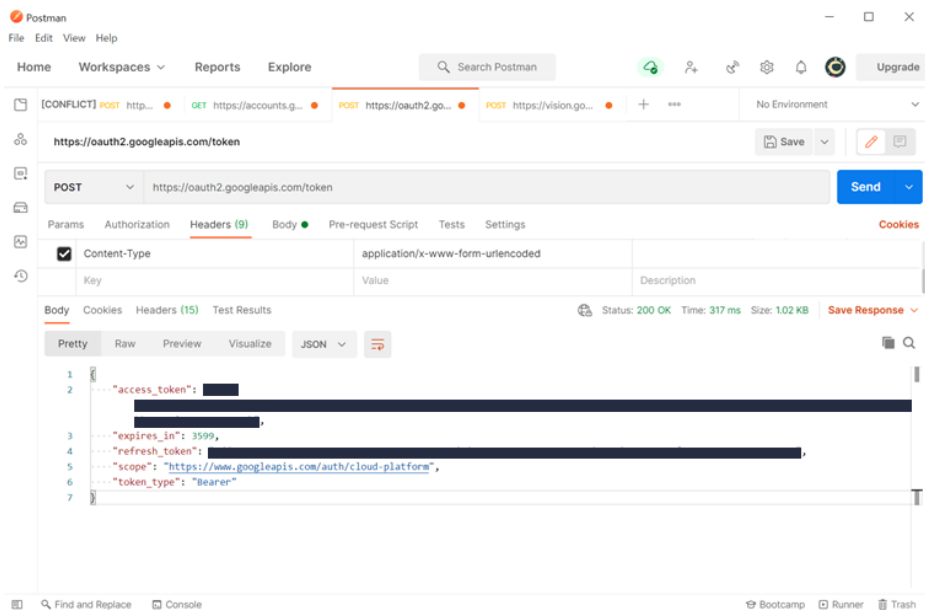 Postman
File Edit View Help
Home Workspaces Reports Explore Search Postman Upgrade
[CONFLICT] POST http... GET https://accounts.g... POST https://oauth2.go... POST https://vision.go... No Environment
https://oauth2.googleapis.com/token Save
POST https://oauth2.googleapis.com/token Send
Params Authorization Headers (9) Body Pre-request Script Tests Settings Cookies
Content-Type application/x-www-form-urlencoded
Key Value Description
Body Cookies Headers (15) Test Results Status: 200 OK Time: 317 ms Size: 1.02 KB Save Response
Pretty Raw Preview Visualize JSON
1 {
2 "access_token":
,
3 "expires_in": 3599,
4 "refresh_token": ,
5 "scope": "https://www.googleapis.com/auth/cloud-platform",
6 "token_type": "Bearer"
7 }
Find and Replace Console Bootcamp Runner Trash